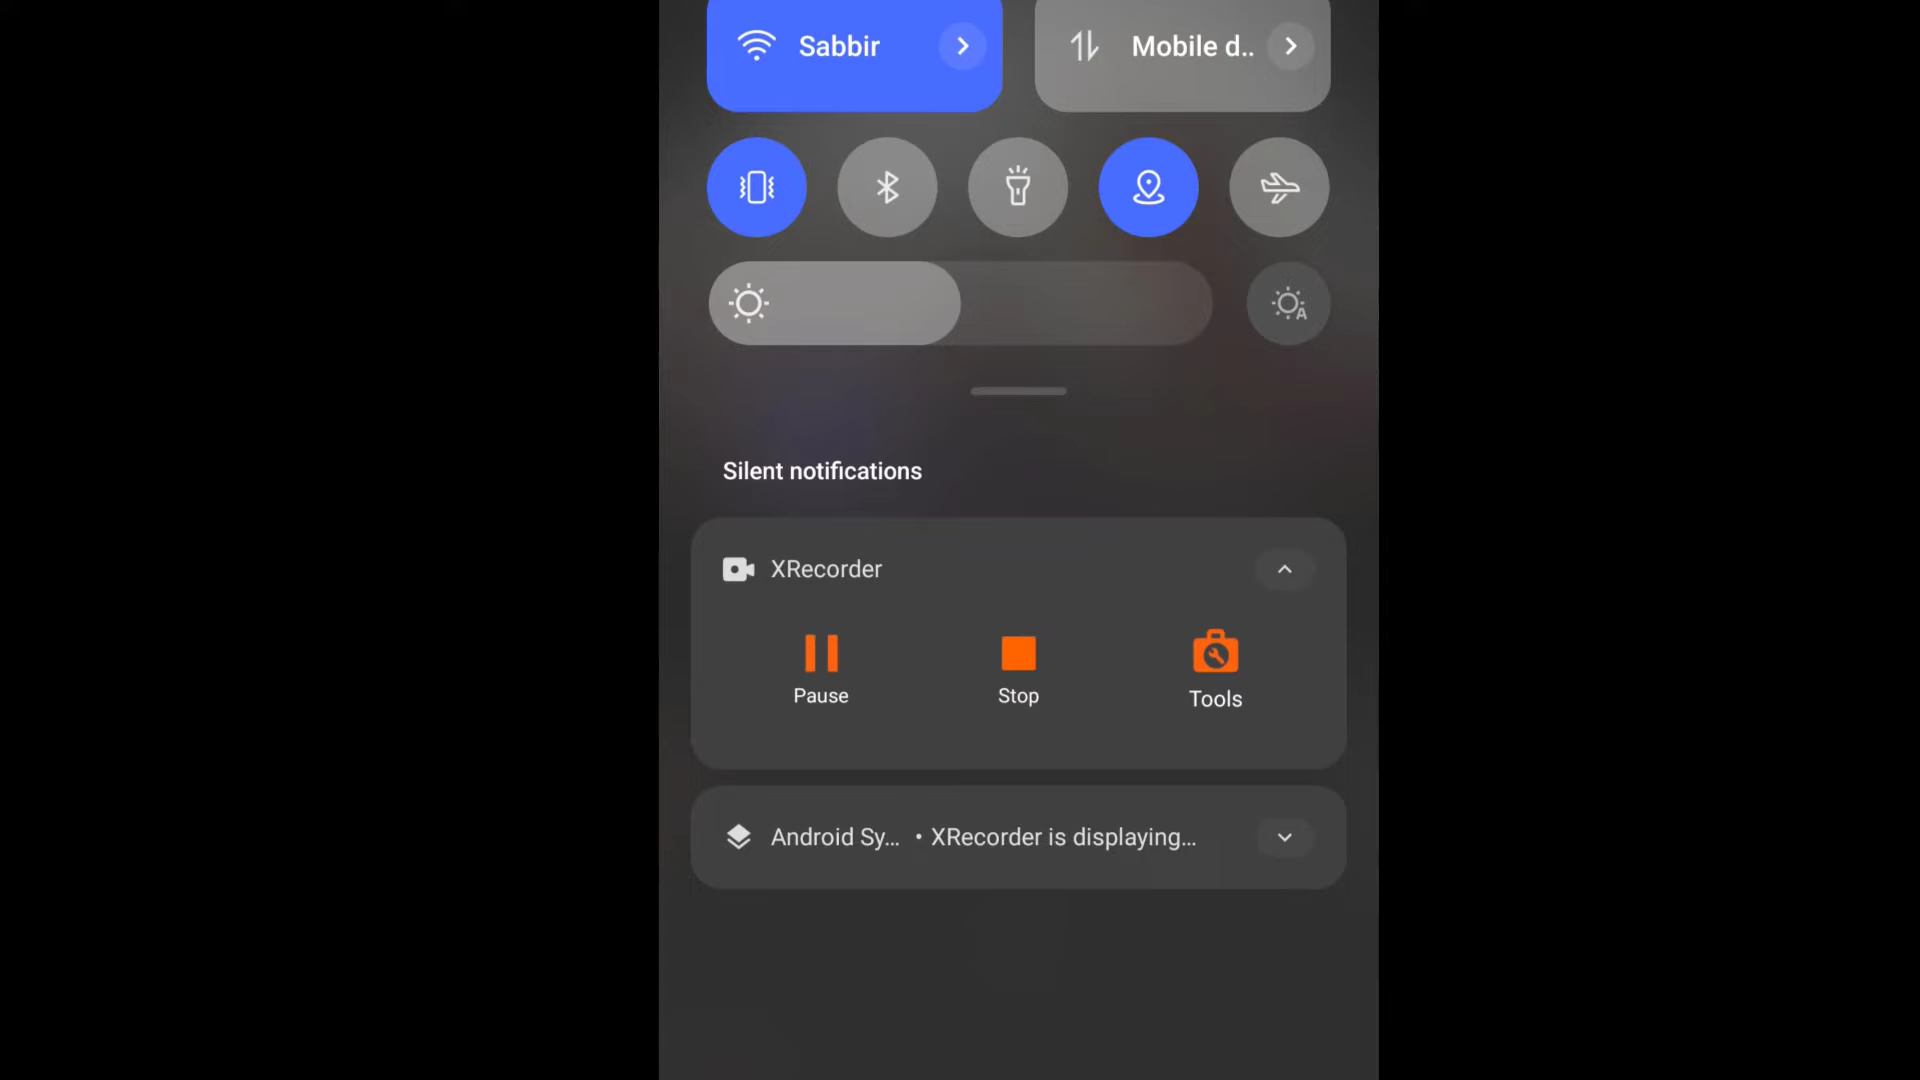 Sabbir
Mobile d..
Silent notifications
XRecorder
Pause
Stop
Tools
Android Sy... • XRecorder is displaying...